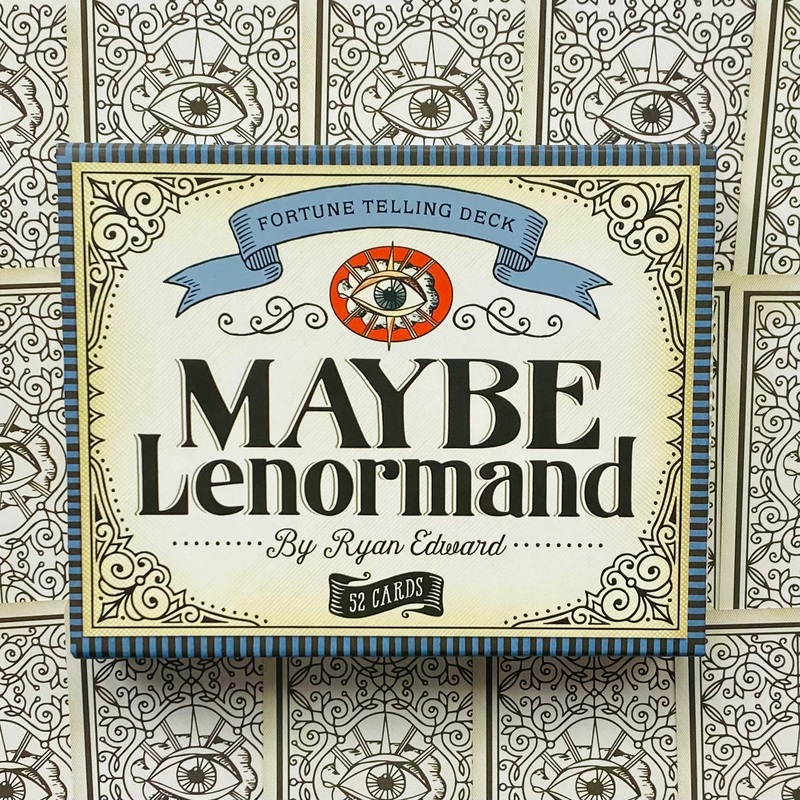 FORTUNE TELLING DECK
MAYBE
Lenormand
By Ryan Edward
52 CARDS